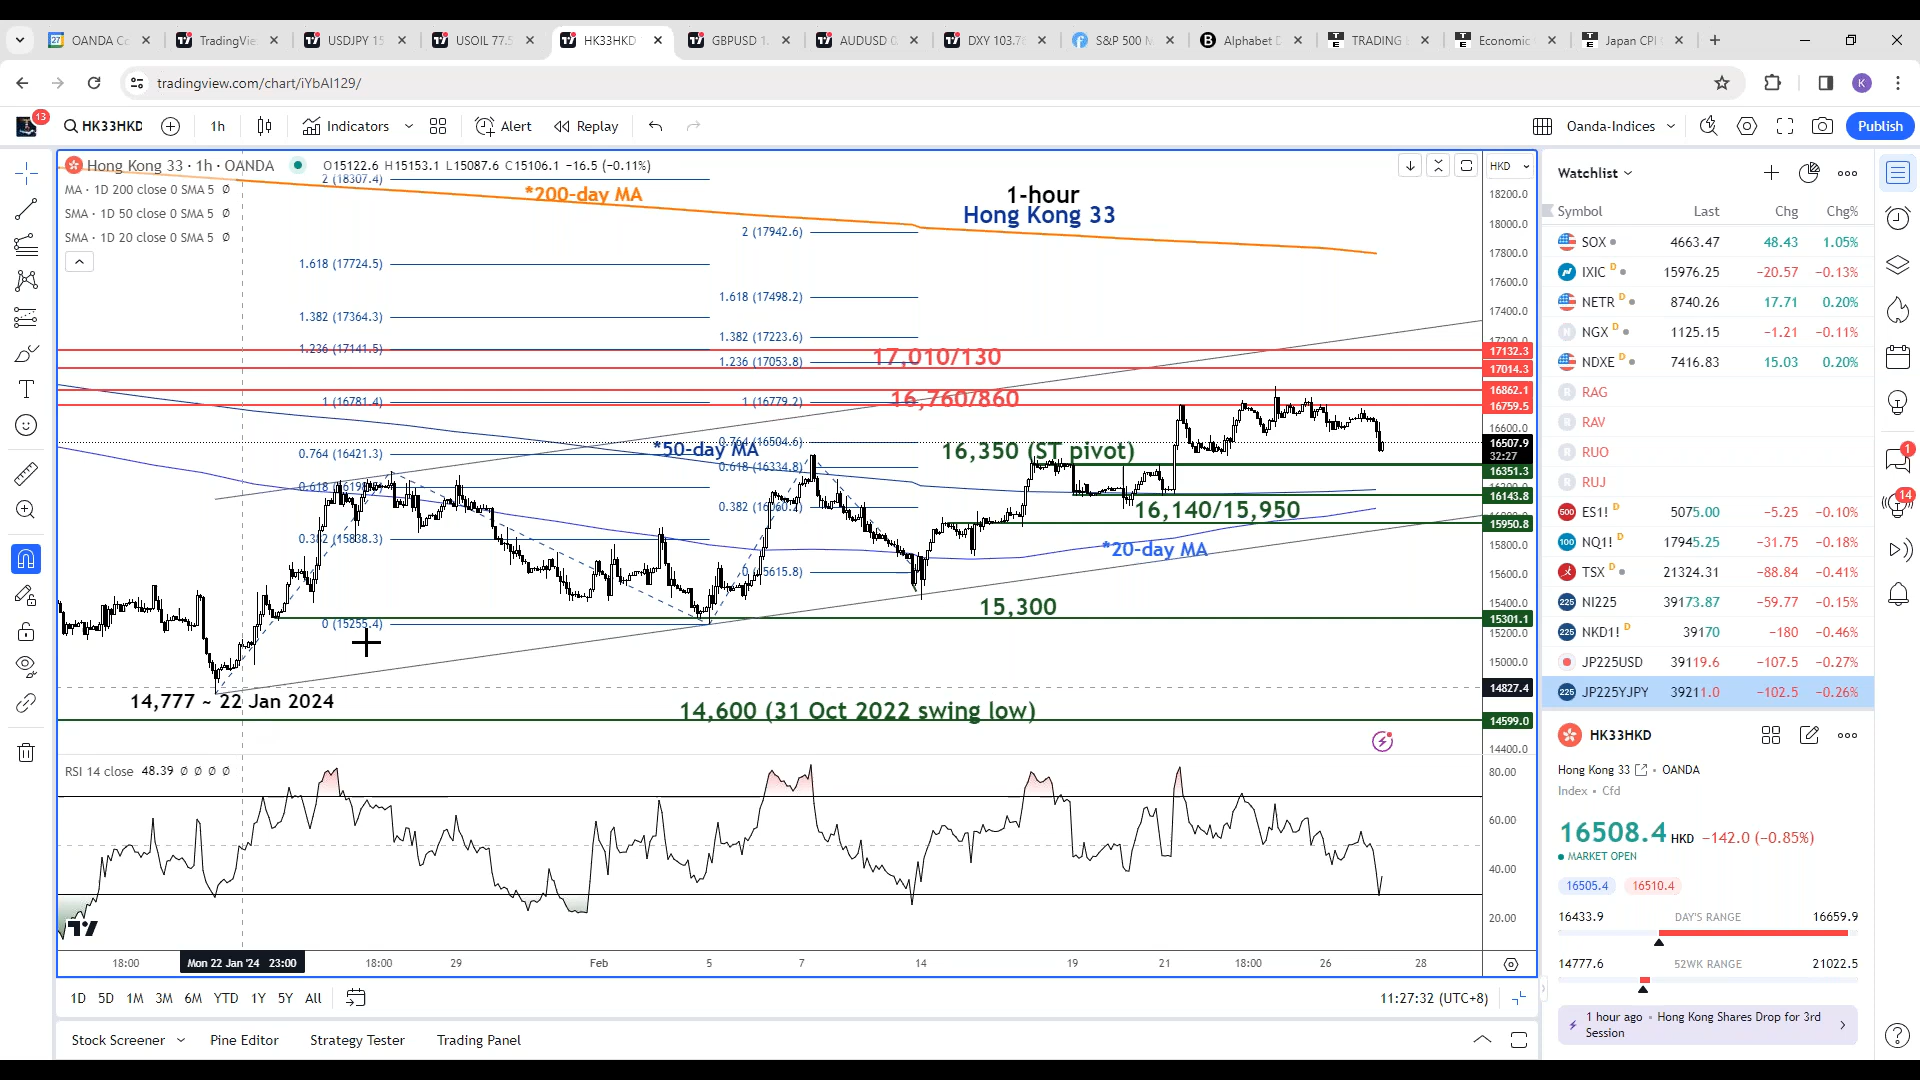 OANDA Co
TradingVie
USDJPY 15
USOIL 77.5
HK33HKD
GBPUSD 1.
AUDUSD 0
DXY 103.76
S&P 500 M
Alphabet D
TRADING E
Economic
Japan CPI
tradingview.com/chart/iYbAI129/
K
13
HK33HKD
1h
Indicators
Alert
Replay
Oanda-Indices
Publish
Hong Kong 33 · 1h · OANDA
O15122.6 H15153.1 L15087.6 C15106.1 −16.5 (−0.11%)
HKD
MA · 1D 200 close 0 SMA 5 ∅
SMA · 1D 50 close 0 SMA 5 ∅
SMA · 1D 20 close 0 SMA 5 ∅
2 (18307.4)
*200-day MA
1-hour
Hong Kong 33
2 (17942.6)
1.618 (17724.5)
1.618 (17498.2)
1.382 (17364.3)
1.382 (17223.6)
1.236 (17141.5)
1.236 (17053.8)
17,010/130
1 (16781.4)
1 (16779.2)
16,760/860
0.764 (16504.6)
*50-day MA
0.764 (16421.3)
16,350 (ST pivot)
0.618 (16334.8)
0.382 (16060.2)
16,140/15,950
0.382 (15838.3)
*20-day MA
0 (15615.8)
15,300
0 (15255.4)
14,777 ~ 22 Jan 2024
14,600 (31 Oct 2022 swing low)
18200.0
18000.0
17800.0
17600.0
17400.0
17132.3
17014.3
16862.1
16759.5
16600.0
16507.9
32:27
16351.3
16143.8
15950.8
15800.0
15600.0
15400.0
15301.1
15200.0
15000.0
14827.4
14599.0
14400.0
RSI 14 close 48.39 ∅ ∅ ∅ ∅
80.00
60.00
40.00
20.00
18:00
Mon 22 Jan '24 23:00
18:00
29
Feb
5
7
14
19
21
18:00
26
28
1D 5D 1M 3M 6M YTD 1Y 5Y All
11:27:32 (UTC+8)
Stock Screener
Pine Editor
Strategy Tester
Trading Panel
Watchlist
Symbol Last Chg Chg%
SOX 4663.47 48.43 1.05%
IXIC D 15976.25 −20.57 −0.13%
NETR D 8740.26 17.71 0.20%
NGX D 1125.15 −1.21 −0.11%
NDXE D 7416.83 15.03 0.20%
R RAG
R RAV
R RUO
R RUJ
500 ES1! D 5075.00 −5.25 −0.10%
100 NQ1! D 17945.25 −31.75 −0.18%
TSX D 21324.31 −88.84 −0.41%
225 NI225 39173.87 −59.77 −0.15%
225 NKD1! D 39170 −180 −0.46%
JP225USD 39119.6 −107.5 −0.27%
225 JP225YJPY 39211.0 −102.5 −0.26%
HK33HKD
Hong Kong 33 • OANDA
Index • Cfd
16508.4 HKD −142.0 (−0.85%)
MARKET OPEN
16505.4 16510.4
16433.9 DAY'S RANGE 16659.9
14777.6 52WK RANGE 21022.5
1 hour ago • Hong Kong Shares Drop for 3rd
Session
1
14